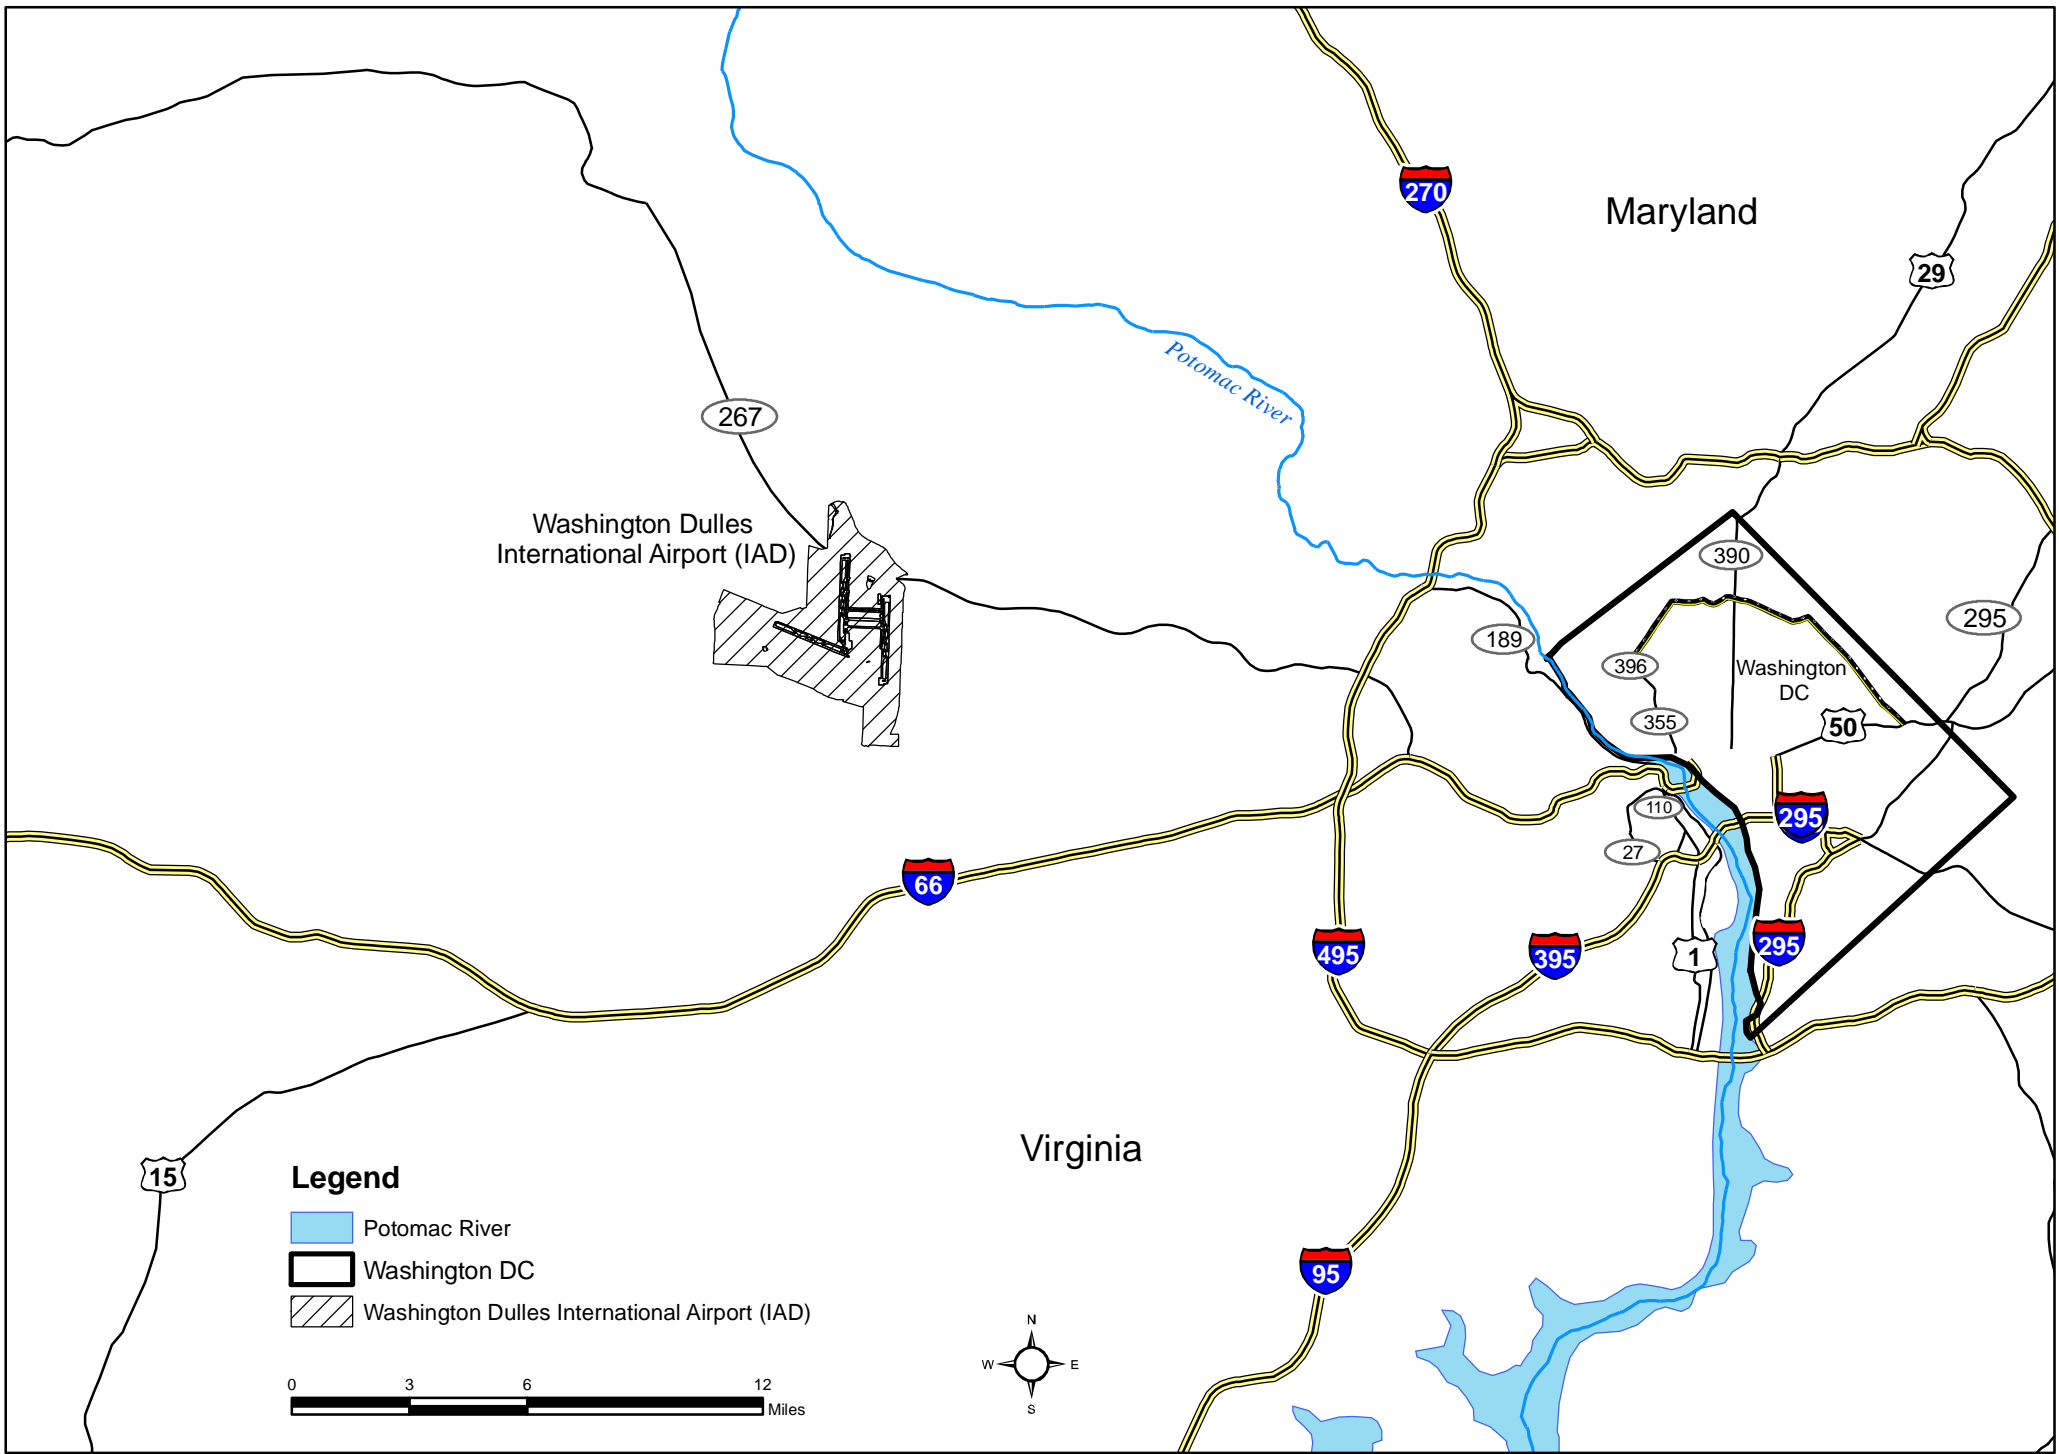 270
Maryland
29
Potomac River
267
Washington Dulles
International Airport (IAD)
390
295
189
396
Washington
DC
355
50
110
295
27
66
495
395
1
295
Virginia
15
Legend
Potomac River
Washington DC
Washington Dulles International Airport (IAD)
95
N
W
E
S
0
3
6
12
Miles